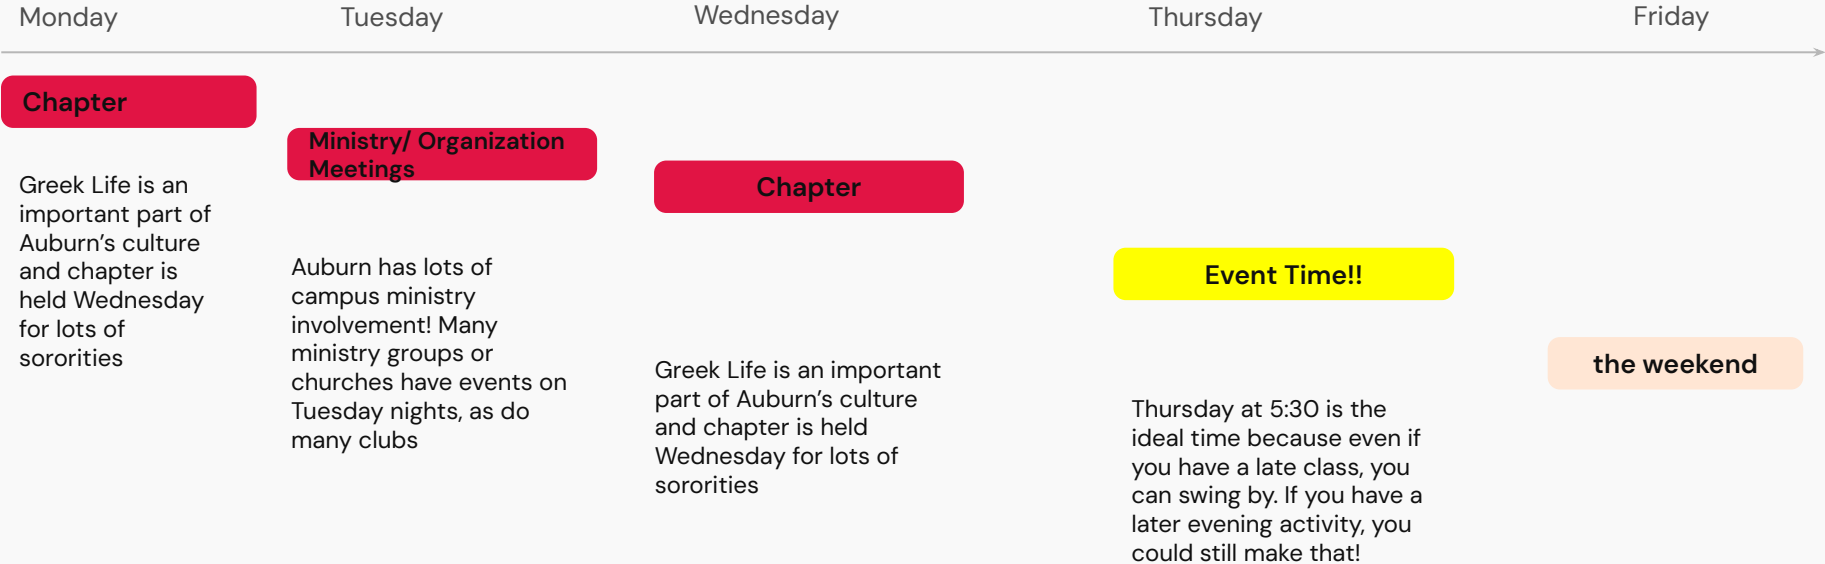 Monday
Tuesday
Wednesday
Thursday
Friday
Chapter
Greek Life is an
important part of
Auburn’s culture
and chapter is
held Wednesday
for lots of
sororities
Ministry/ Organization
Meetings
Auburn has lots of
campus ministry
involvement! Many
ministry groups or
churches have events on
Tuesday nights, as do
many clubs
Chapter
Greek Life is an important
part of Auburn’s culture
and chapter is held
Wednesday for lots of
sororities
Event Time!!
Thursday at 5:30 is the
ideal time because even if
you have a late class, you
can swing by. If you have a
later evening activity, you
could still make that!
the weekend